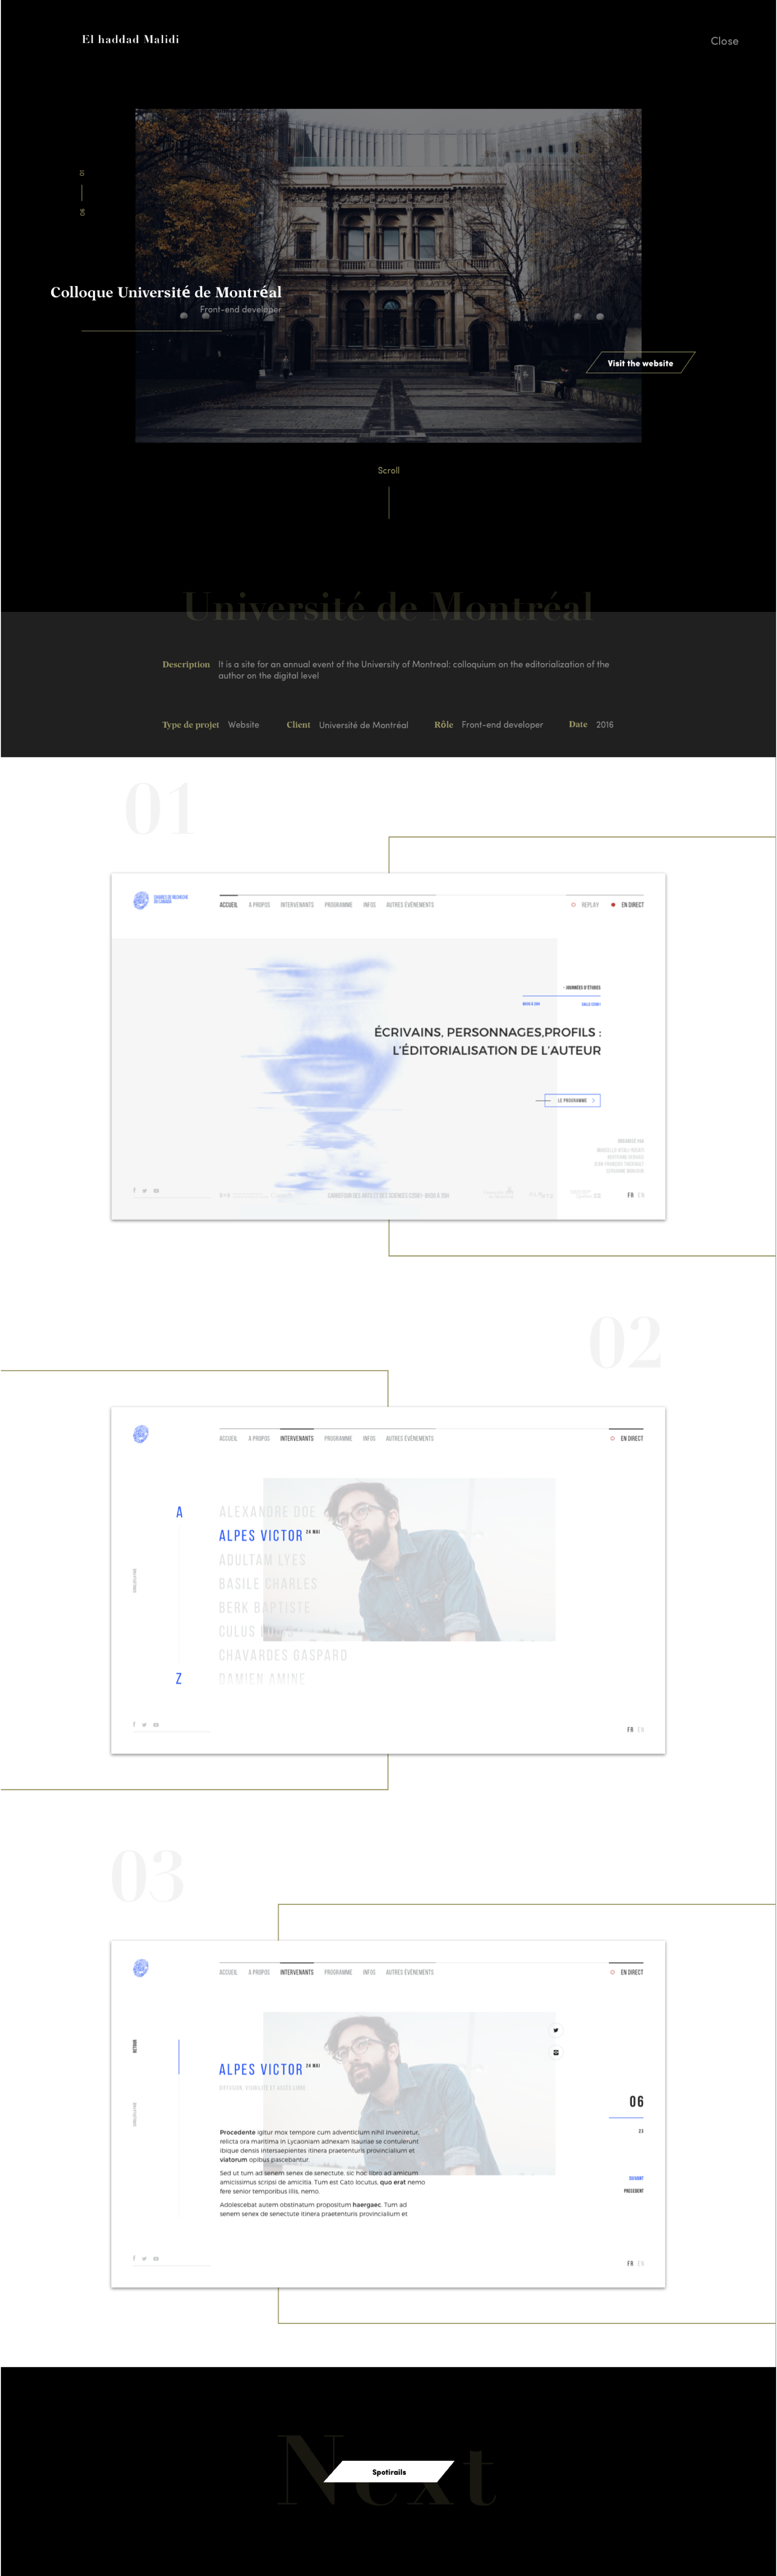 El haddad Malidi
Close
01
06
Colloque Université de Montréal
Front-end developer
Visit the website
Scroll
Université de Montréal
Description It is a site for an annual event of the University of Montreal: colloquium on the editorialization of the
author on the digital level
Type de projet Website Client Université de Montréal Rôle Front-end developer Date 2016
01
ACCUEIL A PROPOS INTERVENANTS PROGRAMME INFOS AUTRES ÉVÉNEMENTS REPLAY EN DIRECT
- JOURNÉES D'ÉTUDES
ÉCRIVAINS, PERSONNAGES,PROFILS :
L'ÉDITORIALISATION DE L'AUTEUR
LE PROGRAMME
ORGANISÉ PAR
FR EN
02
ACCUEIL A PROPOS INTERVENANTS PROGRAMME INFOS AUTRES ÉVÉNEMENTS EN DIRECT
A
ALEXANDRE DOE
ALPES VICTOR 24 MAI
ADULTAM LYES
BASILE CHARLES
BERK BAPTISTE
CULUS
CHAVARDES GASPARD
DAMIEN AMINE
Z
FR EN
03
ACCUEIL A PROPOS INTERVENANTS PROGRAMME INFOS AUTRES ÉVÉNEMENTS EN DIRECT
RETOUR
ALPES VICTOR 24 MAI
06
23
Procedente igitur mox tempore cum adventicium nihil inveniretur,
relicta ora maritima in Lycaoniam adnexam Isauriae se contulerunt
ibique densis intersaepientes itinera praetenturis provincialium et
viatorum opibus pascebantur.
Sed ut tum ad senem senex de senectute, sic hoc libro ad amicum
amicissimus scripsi de amicitia. Tum est Cato locutus, quo erat nemo
fere senior temporibus illis, nemo.
Adolescebat autem obstinatum propositum haergaec. Tum ad
senem senex de senectute itinera praetenturis provincialium et
SUIVANT
PRECEDENT
FR EN
Next
Spotirails